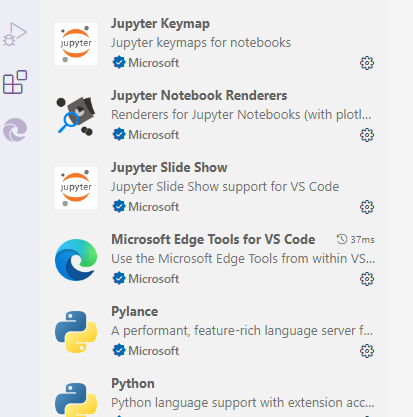 Jupyter Keymap
jupyter
Jupyter keymaps for notebooks
Microsoft
Jupyter Notebook Renderers
Renderers for Jupyter Notebooks (with plotl...
Microsoft
Jupyter Slide Show
jupyter
Jupyter Slide Show support for VS Code
Microsoft
Microsoft Edge Tools for VS Code 37ms
Use the Microsoft Edge Tools from within VS...
Microsoft
Pylance
A performant, feature-rich language server f...
Microsoft
Python
Python language support with extension acc...